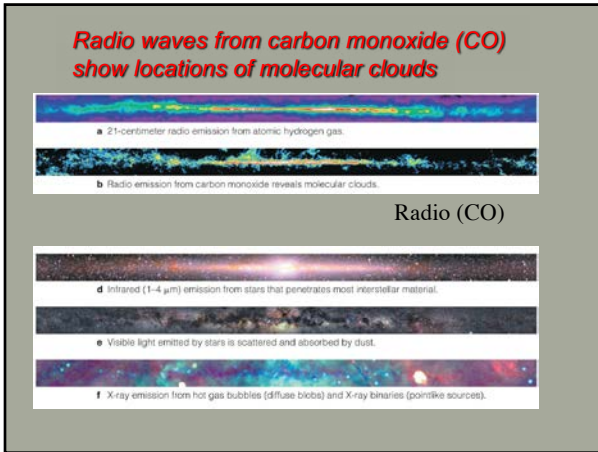 Radio waves from carbon monoxide (CO)
show locations of molecular clouds
a 21-centimeter radio emission from atomic hydrogen gas.
b Radio emission from carbon monoxide reveals molecular clouds.
Radio (CO)
d Infrared (1–4 μm) emission from stars that penetrates most interstellar material.
e Visible light emitted by stars is scattered and absorbed by dust.
f X-ray emission from hot gas bubbles (diffuse blobs) and X-ray binaries (pointlike sources).